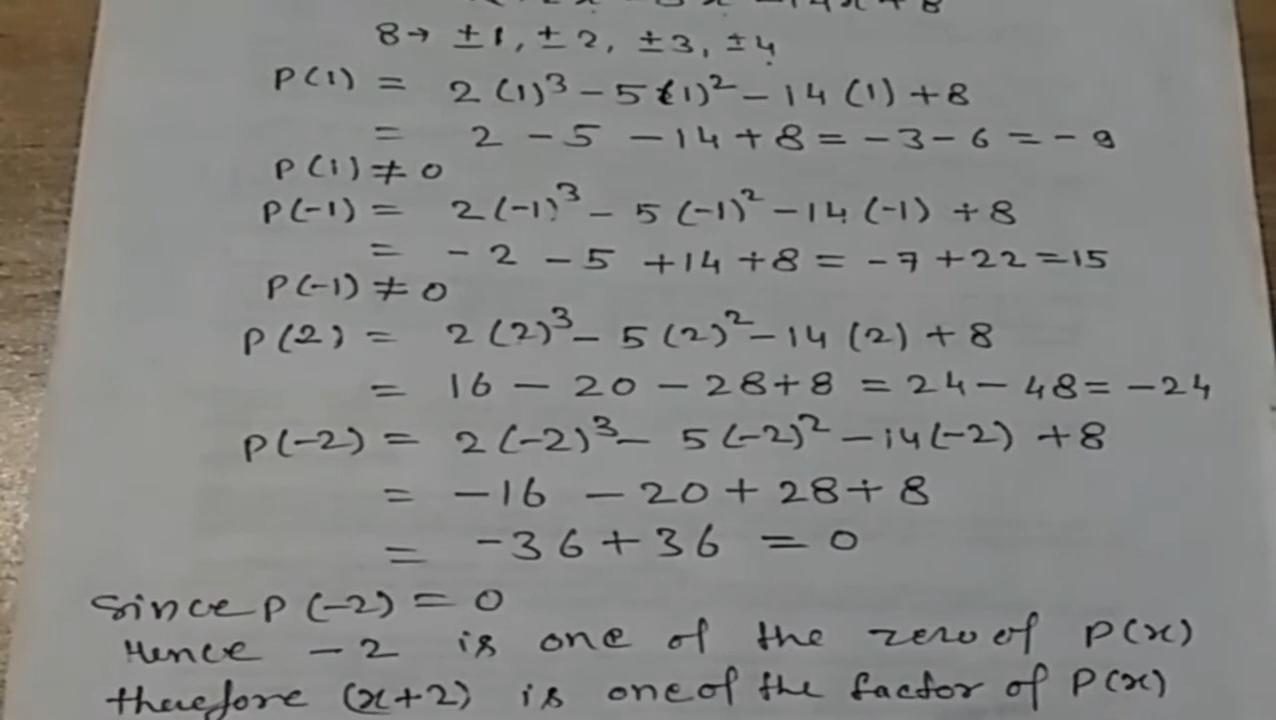 8→ ±1, ±2, ±3, ±4
P(1) = 2(1)³ – 5(1)² – 14(1) + 8
= 2 – 5 – 14 + 8 = – 3 – 6 = – 9
P(1) ≠ 0
P(-1) = 2(-1)³ – 5(-1)² – 14(-1) + 8
= – 2 – 5 + 14 + 8 = – 7 + 22 = 15
P(-1) ≠ 0
P(2) = 2(2)³ – 5(2)² – 14(2) + 8
= 16 – 20 – 28 + 8 = 24 – 48 = – 24
P(-2) = 2(-2)³ – 5(-2)² – 14(-2) + 8
= – 16 – 20 + 28 + 8
= – 36 + 36 = 0
Since P(-2) = 0
Hence – 2 is one of the zero of P(x)
therefore (x+2) is one of the factor of P(x)